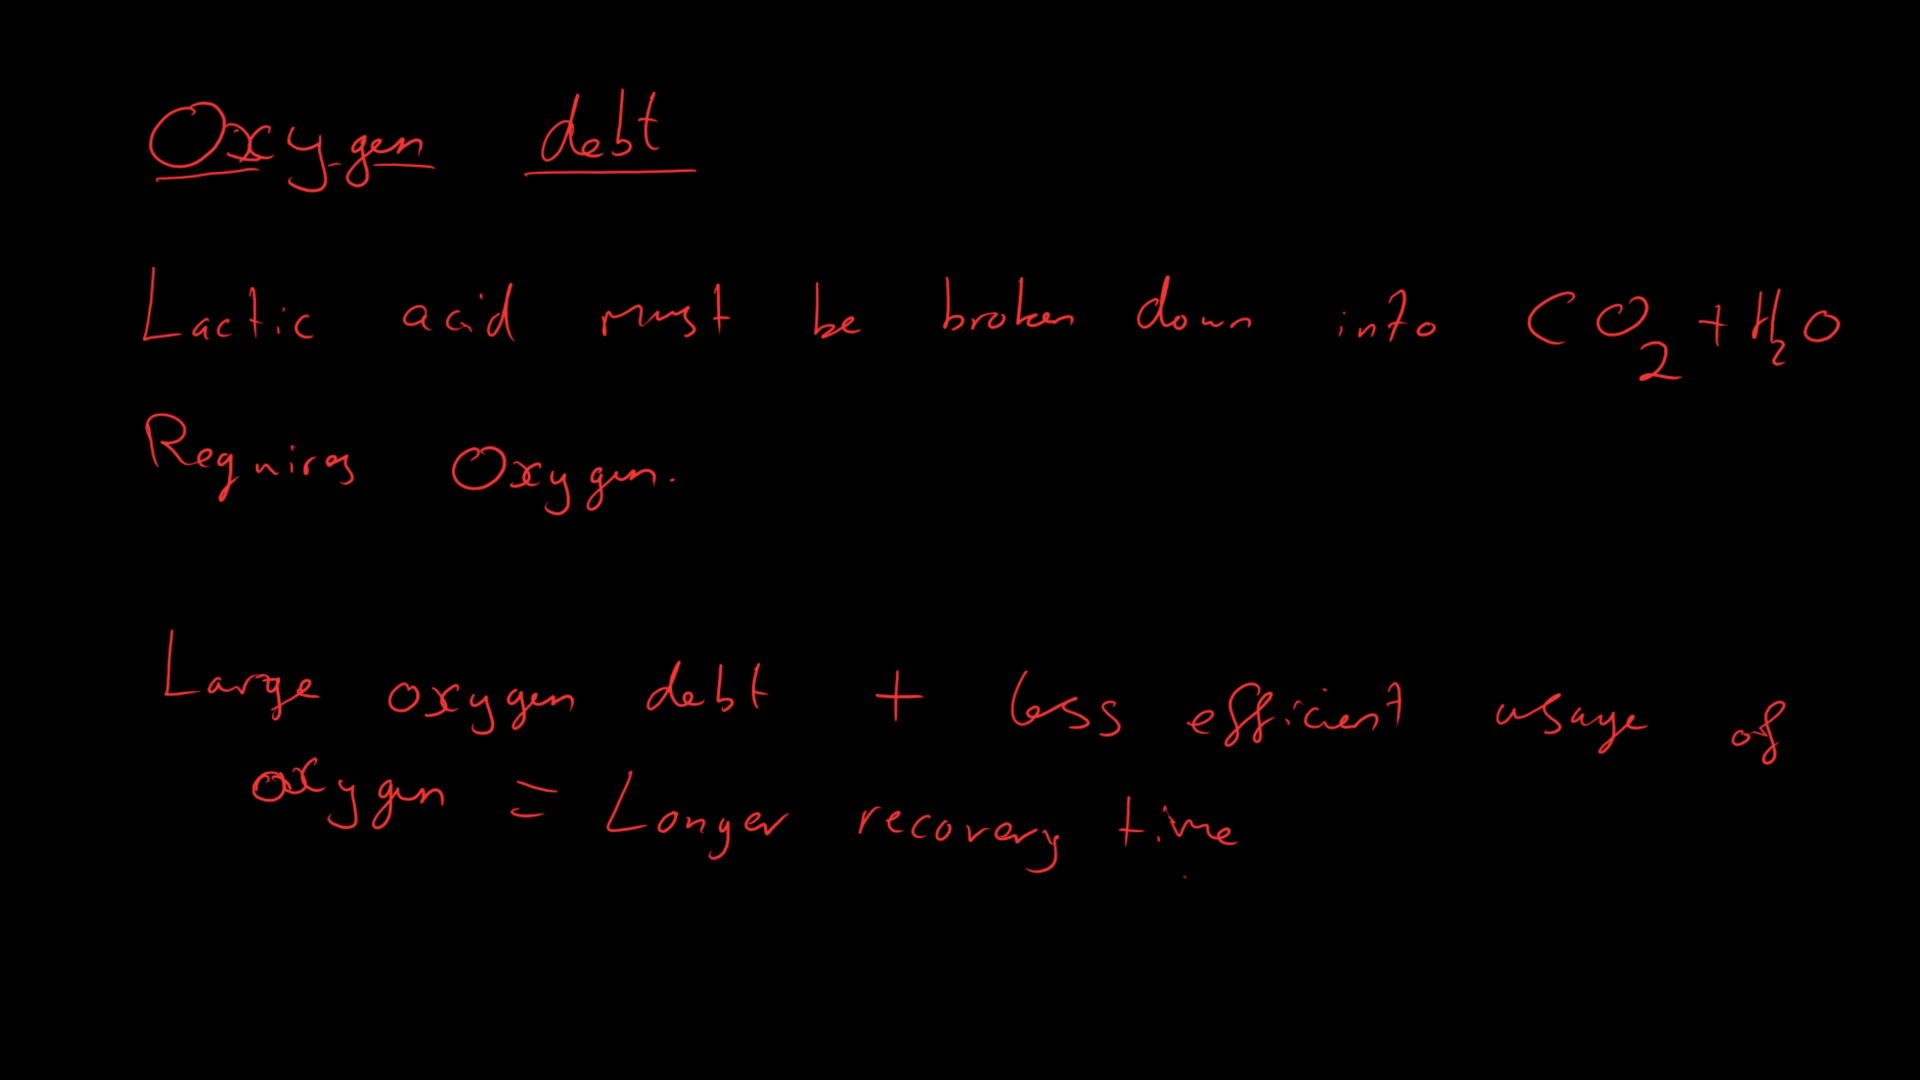 Oxygen debt
Lactic acid must be broken down into CO₂ + H₂O
Requires Oxygen.
Large oxygen debt + less efficient usage of
oxygen = Longer recovery time